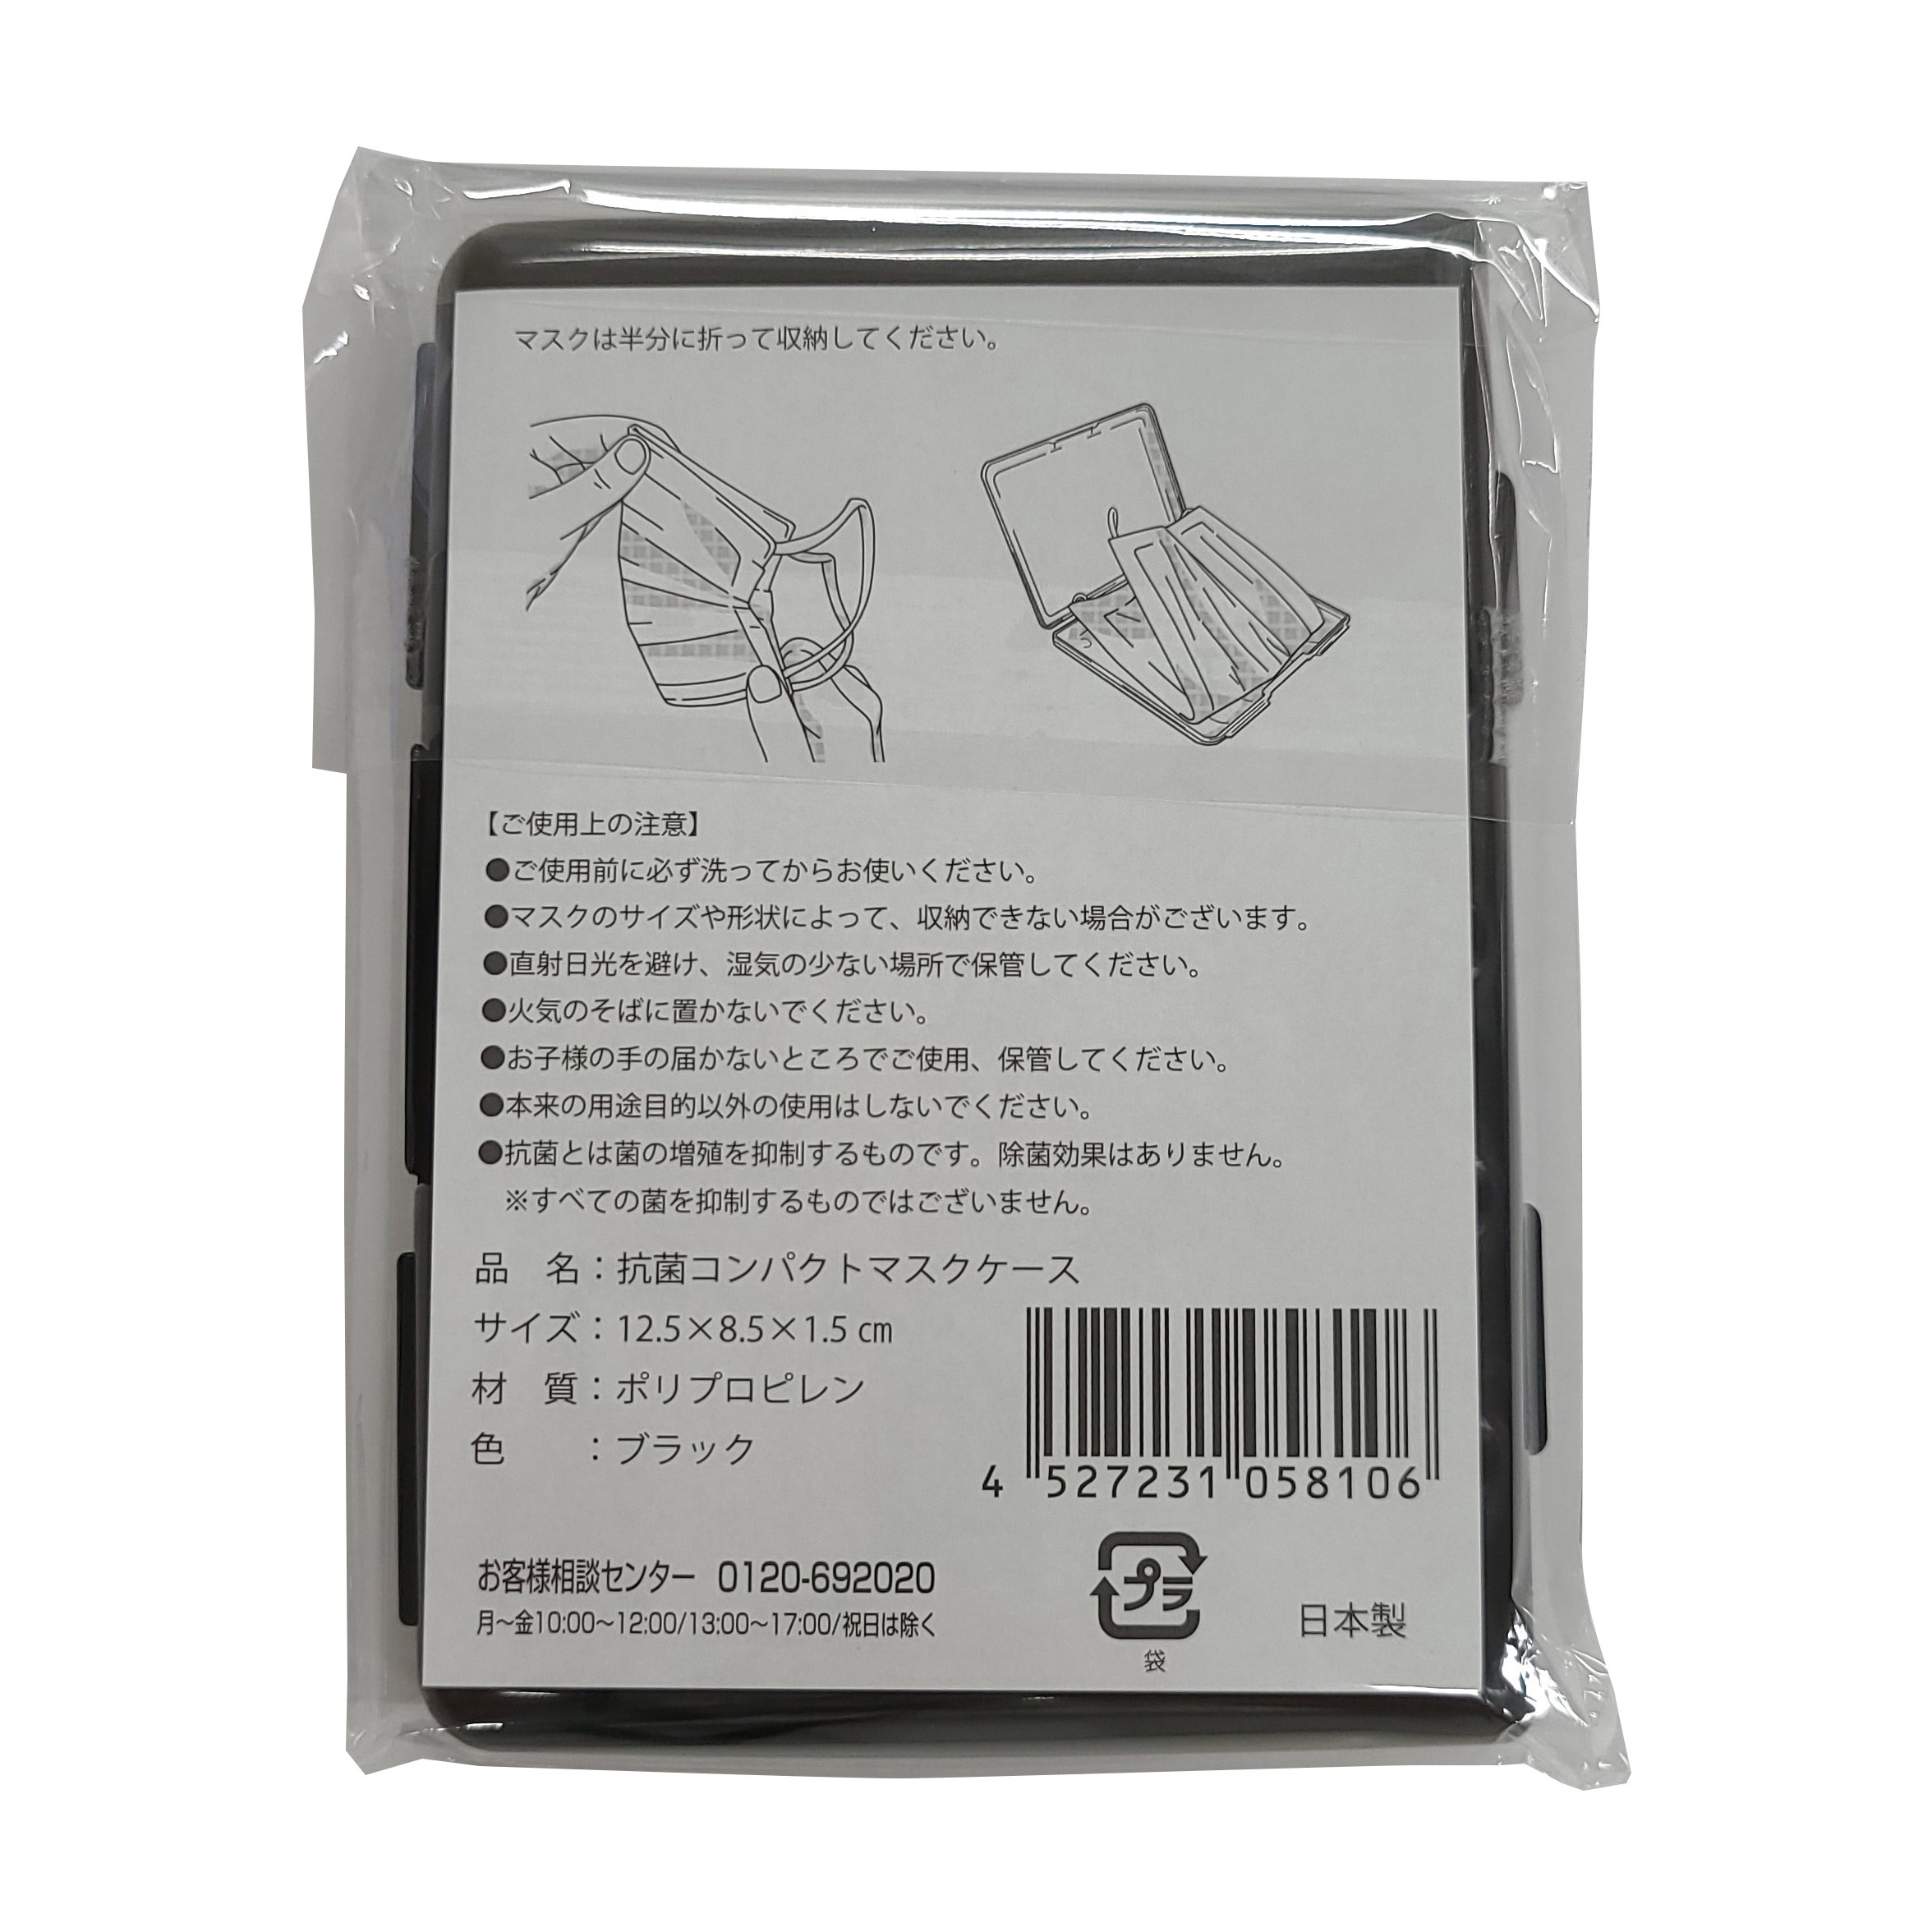 マスクは半分に折って収納してください。
【ご使用上の注意】
●ご使用前に必ず洗ってからお使いください。
●マスクのサイズや形状によって、収納できない場合がございます。
●直射日光を避け、湿気の少ない場所で保管してください。
●火気のそばに置かないでください。
●お子様の手の届かないところでご使用、保管してください。
●本来の用途目的以外の使用はしないでください。
●抗菌とは菌の増殖を抑制するものです。除菌効果はありません。
※すべての菌を抑制するものではございません。
品　名：抗菌コンパクトマスクケース
サイズ：12.5×8.5×1.5㎝
材　質：ポリプロピレン
色　　：ブラック
4 527231 058106
お客様相談センター 0120-692020
月～金10:00～12:00/13:00～17:00/祝日は除く
プラ
袋
日本製